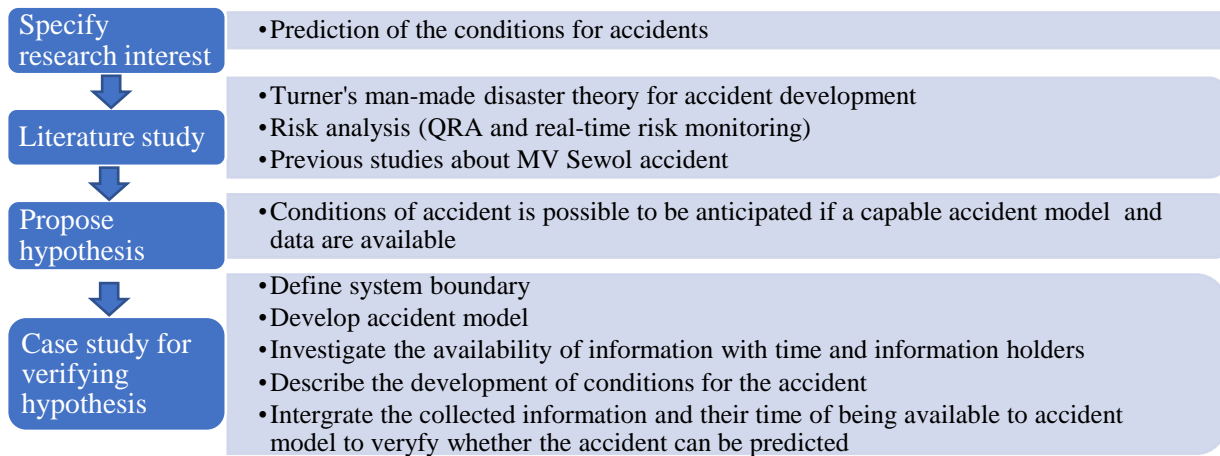 Specify
research interest
•Prediction of the conditions for accidents
Literature study
•Turner's man-made disaster theory for accident development
•Risk analysis (QRA and real-time risk monitoring)
•Previous studies about MV Sewol accident
Propose
hypothesis
•Conditions of accident is possible to be anticipated if a capable accident model and
data are available
Case study for
verifying
hypothesis
•Define system boundary
•Develop accident model
•Investigate the availability of information with time and information holders
•Describe the development of conditions for the accident
•Intergrate the collected information and their time of being available to accident
model to veryfy whether the accident can be predicted